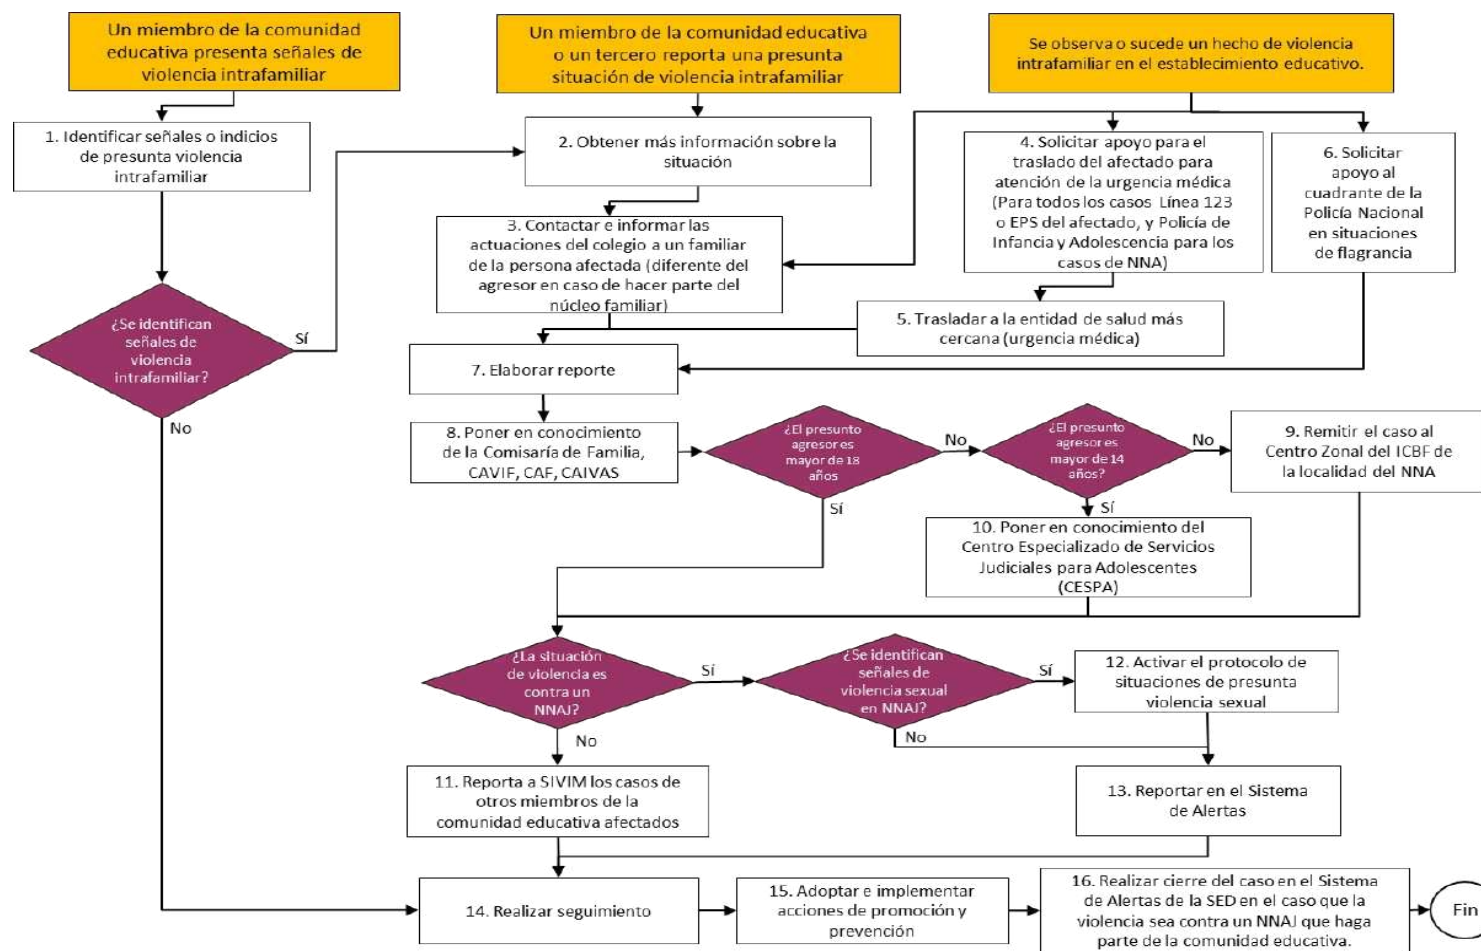 Un miembro de la comunidad
educativa presenta señales de
violencia intrafamiliar
Un miembro de la comunidad educativa
o un tercero reporta una presunta
situación de violencia intrafamiliar
Se observa o sucede un hecho de violencia
intrafamiliar en el establecimiento educativo.
1. Identificar señales o indicios
de presunta violencia
intrafamiliar
2. Obtener más información sobre la
situación
4. Solicitar apoyo para el
traslado del afectado para
atención de la urgencia médica
(Para todos los casos Línea 123
o EPS del afectado, y Policía de
Infancia y Adolescencia para los
casos de NNA)
6. Solicitar
apoyo al
cuadrante de la
Policía Nacional
en situaciones
de flagrancia
3. Contactar e informar las
actuaciones del colegio a un familiar
de la persona afectada (diferente del
agresor en caso de hacer parte del
núcleo familiar)
¿Se identifican
señales de
violencia
intrafamiliar?
Sí
No
5. Trasladar a la entidad de salud más
cercana (urgencia médica)
7. Elaborar reporte
8. Poner en conocimiento
de la Comisaría de Familia,
CAVIF, CAF, CAIVAS
¿El presunto
agresor es
mayor de 18
años
No
Sí
¿El presunto
agresor es
mayor de 14
años?
No
Sí
9. Remitir el caso al
Centro Zonal del ICBF de
la localidad del NNA
10. Poner en conocimiento del
Centro Especializado de Servicios
Judiciales para Adolescentes
(CESPA)
¿La situación
de violencia es
contra un
NNAJ?
Sí
No
¿Se identifican
señales de
violencia sexual
en NNAJ?
Sí
No
12. Activar el protocolo de
situaciones de presunta
violencia sexual
11. Reporta a SIVIM los casos de
otros miembros de la
comunidad educativa afectados
13. Reportar en el Sistema
de Alertas
14. Realizar seguimiento
15. Adoptar e implementar
acciones de promoción y
prevención
16. Realizar cierre del caso en el Sistema
de Alertas de la SED en el caso que la
violencia sea contra un NNAJ que haga
parte de la comunidad educativa.
Fin